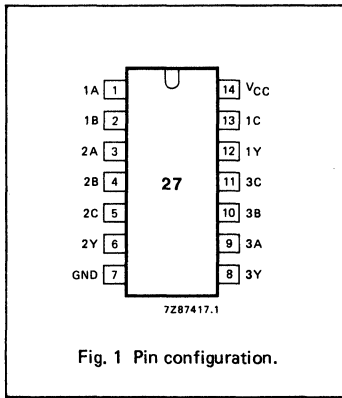 1A 1 14 VCC
1B 2 13 1C
2A 3 12 1Y
2B 4 27 11 3C
2C 5 10 3B
2Y 6 9 3A
GND 7 8 3Y
7Z87417.1
Fig. 1 Pin configuration.